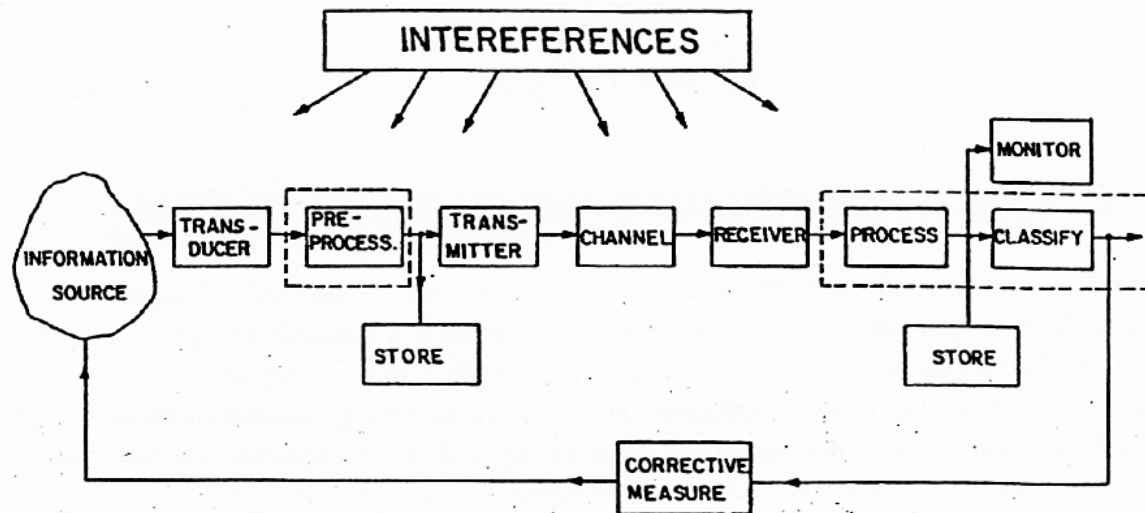 INTEREFERENCES
MONITOR
INFORMATION
SOURCE
TRANS-
DUCER
PRE-
PROCESS.
TRANS-
MITTER
CHANNEL
RECEIVER
PROCESS
CLASSIFY
STORE
STORE
CORRECTIVE
MEASURE